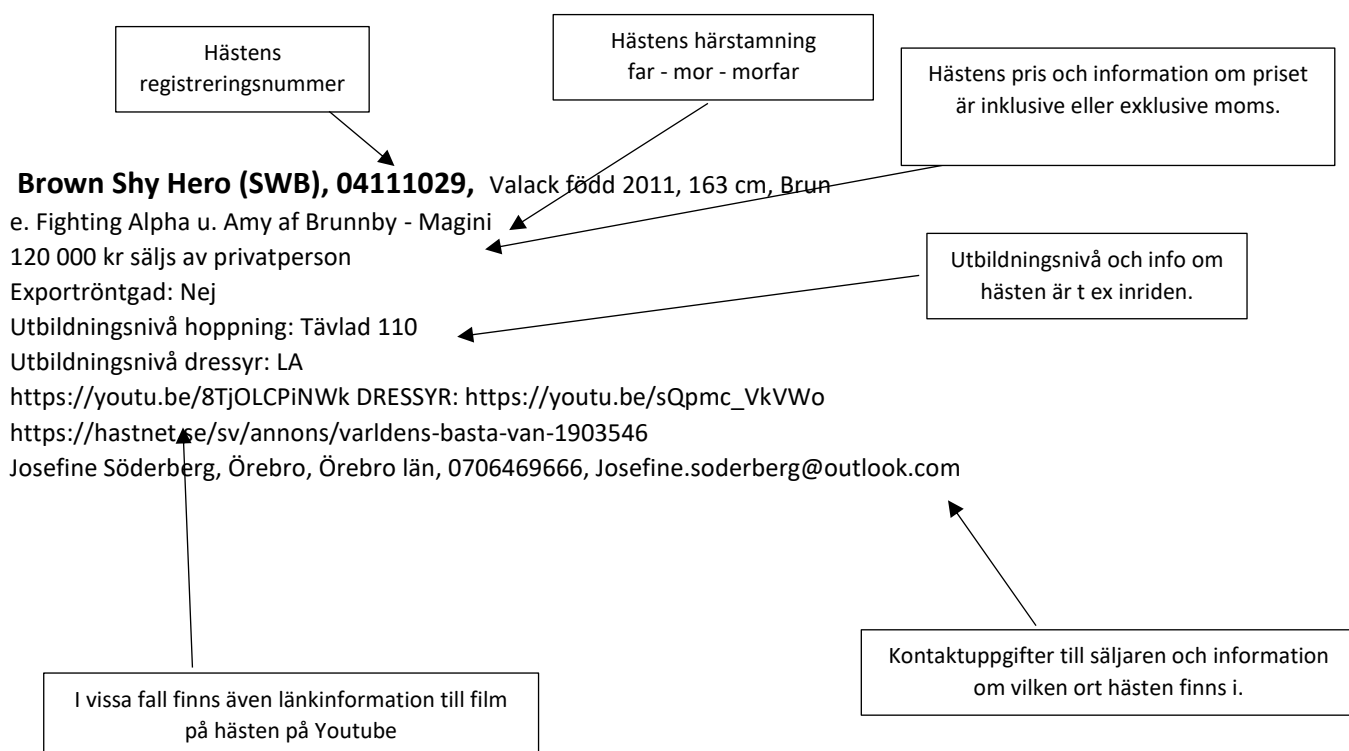 Hästens
registreringsnummer
Hästens härstamning
far - mor - morfar
Hästens pris och information om priset
är inklusive eller exklusive moms.
Brown Shy Hero (SWB), 04111029, Valack född 2011, 163 cm, Brun
e. Fighting Alpha u. Amy af Brunnby - Magini
120 000 kr säljs av privatperson
Exportröntgad: Nej
Utbildningsnivå hoppning: Tävlad 110
Utbildningsnivå dressyr: LA
https://youtu.be/8TjOLCPiNWk DRESSYR: https://youtu.be/sQpmc_VkVWo
https://hastnet.se/sv/annons/varldens-basta-van-1903546
Josefine Söderberg, Örebro, Örebro län, 0706469666, Josefine.soderberg@outlook.com
Utbildningsnivå och info om
hästen är t ex inriden.
Kontaktuppgifter till säljaren och information
om vilken ort hästen finns i.
I vissa fall finns även länkinformation till film
på hästen på Youtube